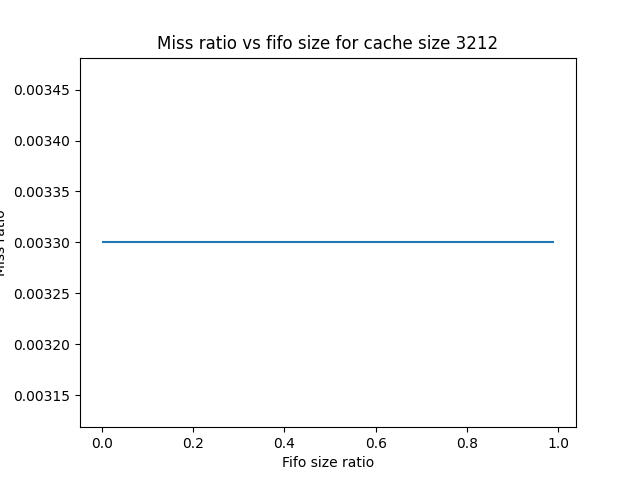 Miss ratio vs fifo size for cache size 3212
0.00345
0.00340
0.00335
0.00330
0.00325
0.00320
0.00315
Miss ratio
0.0 0.2 0.4 0.6 0.8 1.0
Fifo size ratio